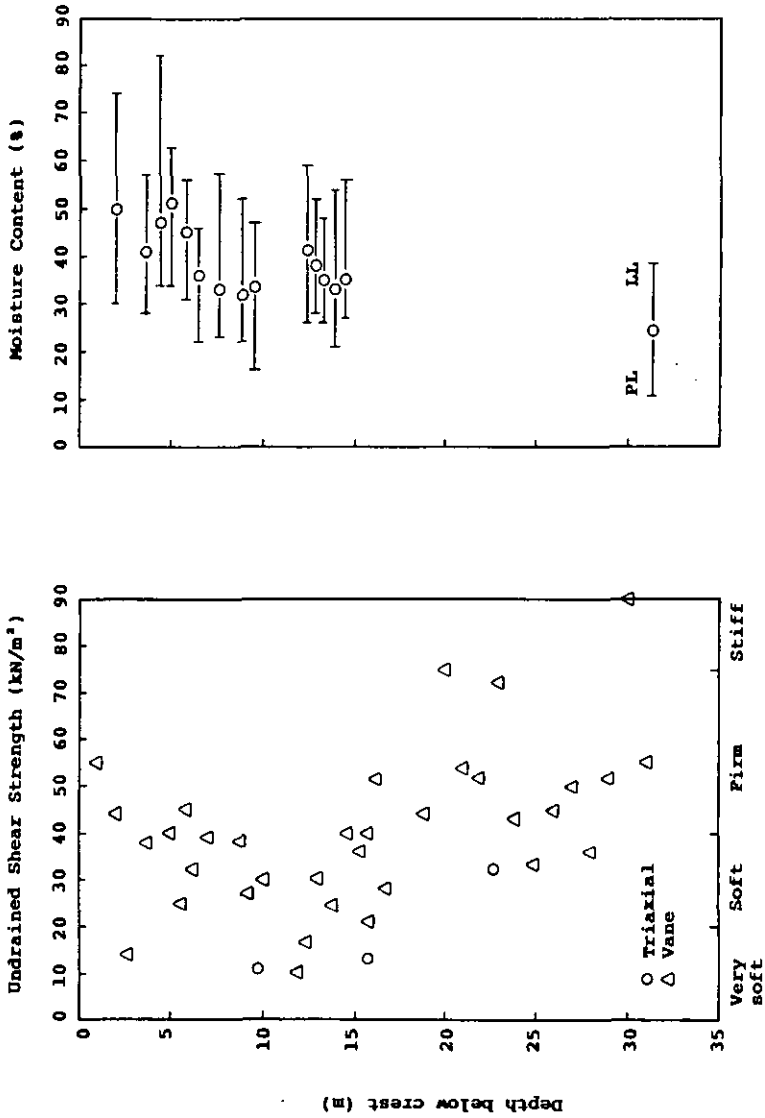 Undrained Shear Strength (kN/m²)
0 10 20 30 40 50 60 70 80 90
Depth below crest (m)
0
5
10
15
20
25
30
35
O Triaxial
△ Vane
Very soft Soft Firm Stiff
Moisture Content (%)
0 10 20 30 40 50 60 70 80 90
PL LL